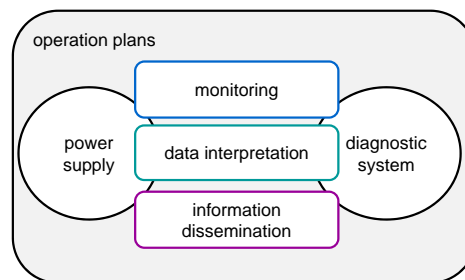 operation plans
monitoring
power
supply
data interpretation
diagnostic
system
information
dissemination